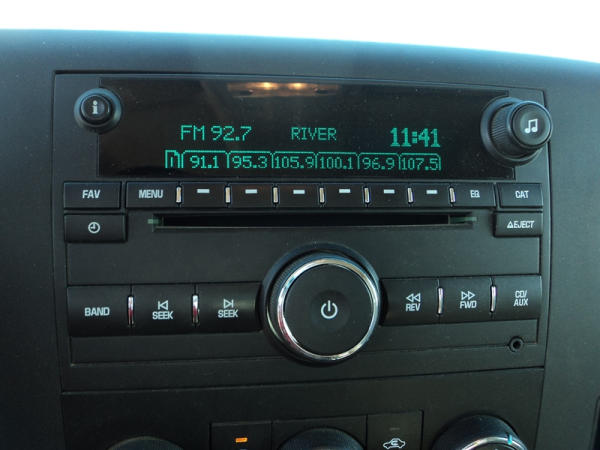 FM 92.7 RIVER 11:41
91.1 95.3 105.9 100.1 96.9 107.5
FAV MENU EQ CAT
EJECT
BAND SEEK SEEK REV FWD CD/
AUX